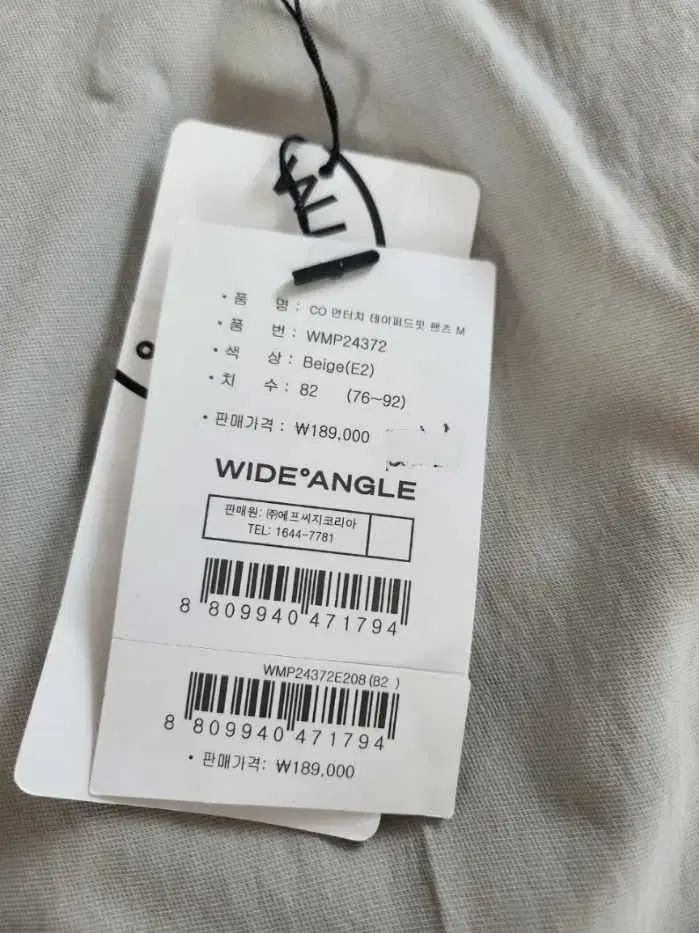 • 품 명 : CO 면터치 테이퍼드핏 팬츠 M
• 품 번 : WMP24372
• 색 상 : Beige(E2)
• 치 수 : 82 (76~92)
• 판매가격 : ₩189,000
WIDE°ANGLE
판매원: ㈜에프씨지코리아
TEL: 1644-7781
8 809940 471794
WMP24372E208(82 )
8 809940 471794
• 판매가격: ₩189,000